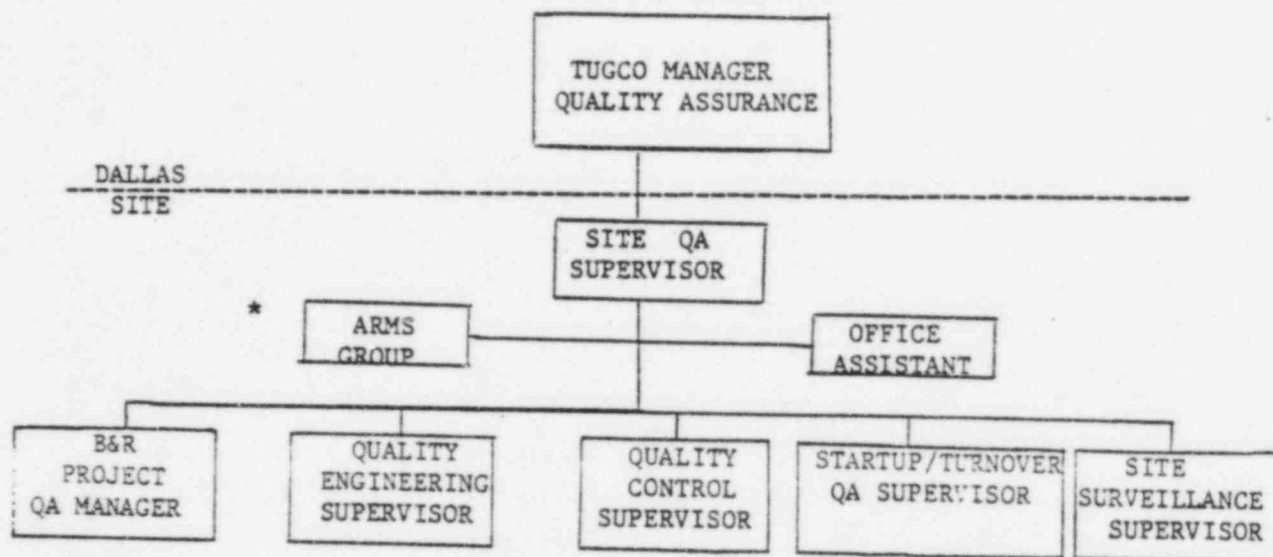 TUGCO MANAGER
QUALITY ASSURANCE
DALLAS
SITE
SITE QA
SUPERVISOR
*
ARMS
GROUP
OFFICE
ASSISTANT
B&R
PROJECT
QA MANAGER
QUALITY
ENGINEERING
SUPERVISOR
QUALITY
CONTROL
SUPERVISOR
STARTUP/TURNOVER
QA SUPERVISOR
SITE
SURVEILLANCE
SUPERVISOR